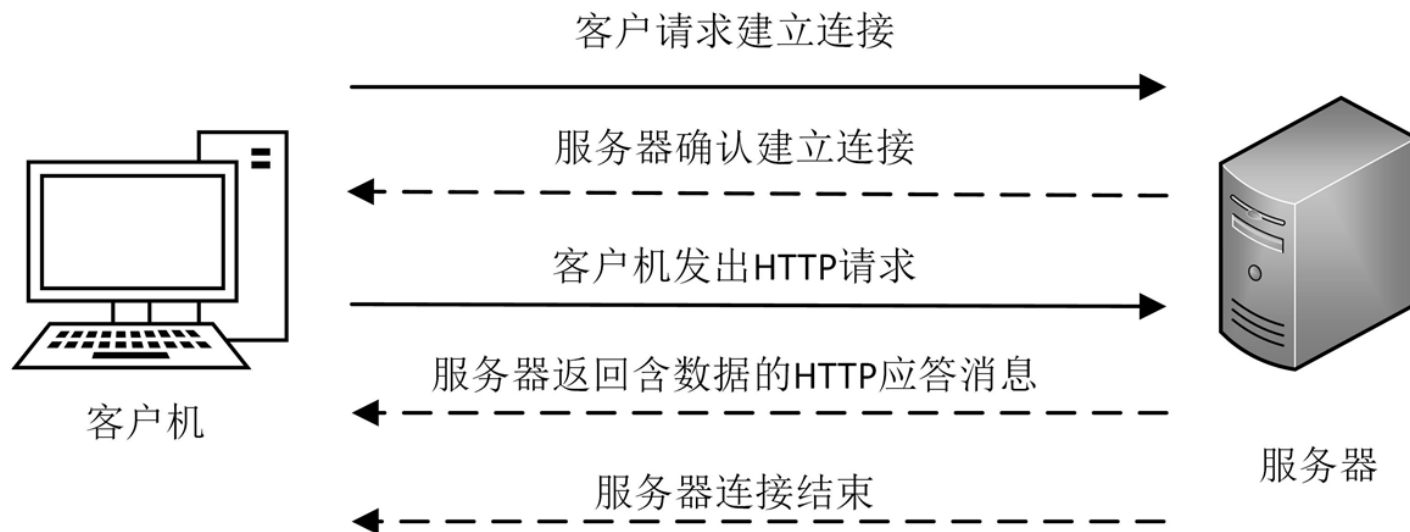 客户请求建立连接
服务器确认建立连接
客户机发出HTTP请求
服务器返回含数据的HTTP应答消息
客户机
服务器
服务器连接结束